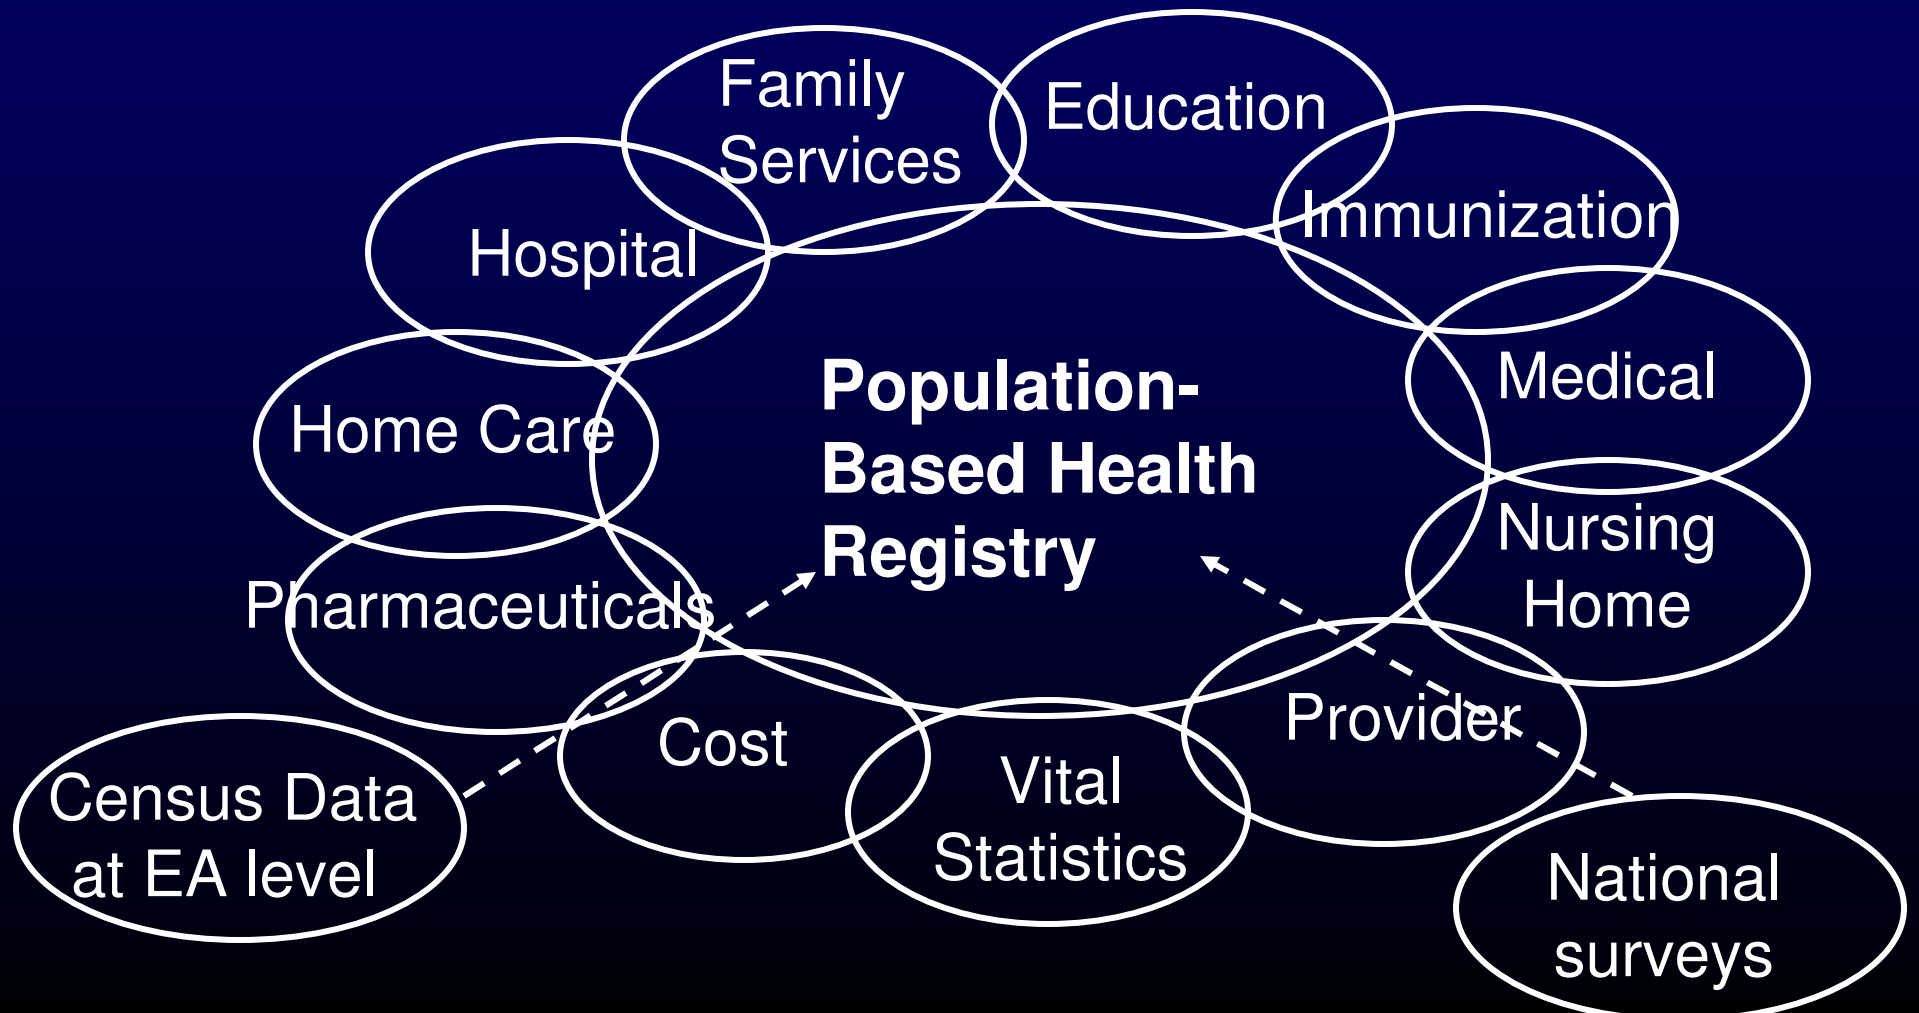 Family
Services
Education
Immunization
Hospital
Medical
Population-
Based Health
Registry
Home Care
Nursing
Home
Pharmaceuticals
Provider
Cost
Vital
Statistics
Census Data
at EA level
National
surveys